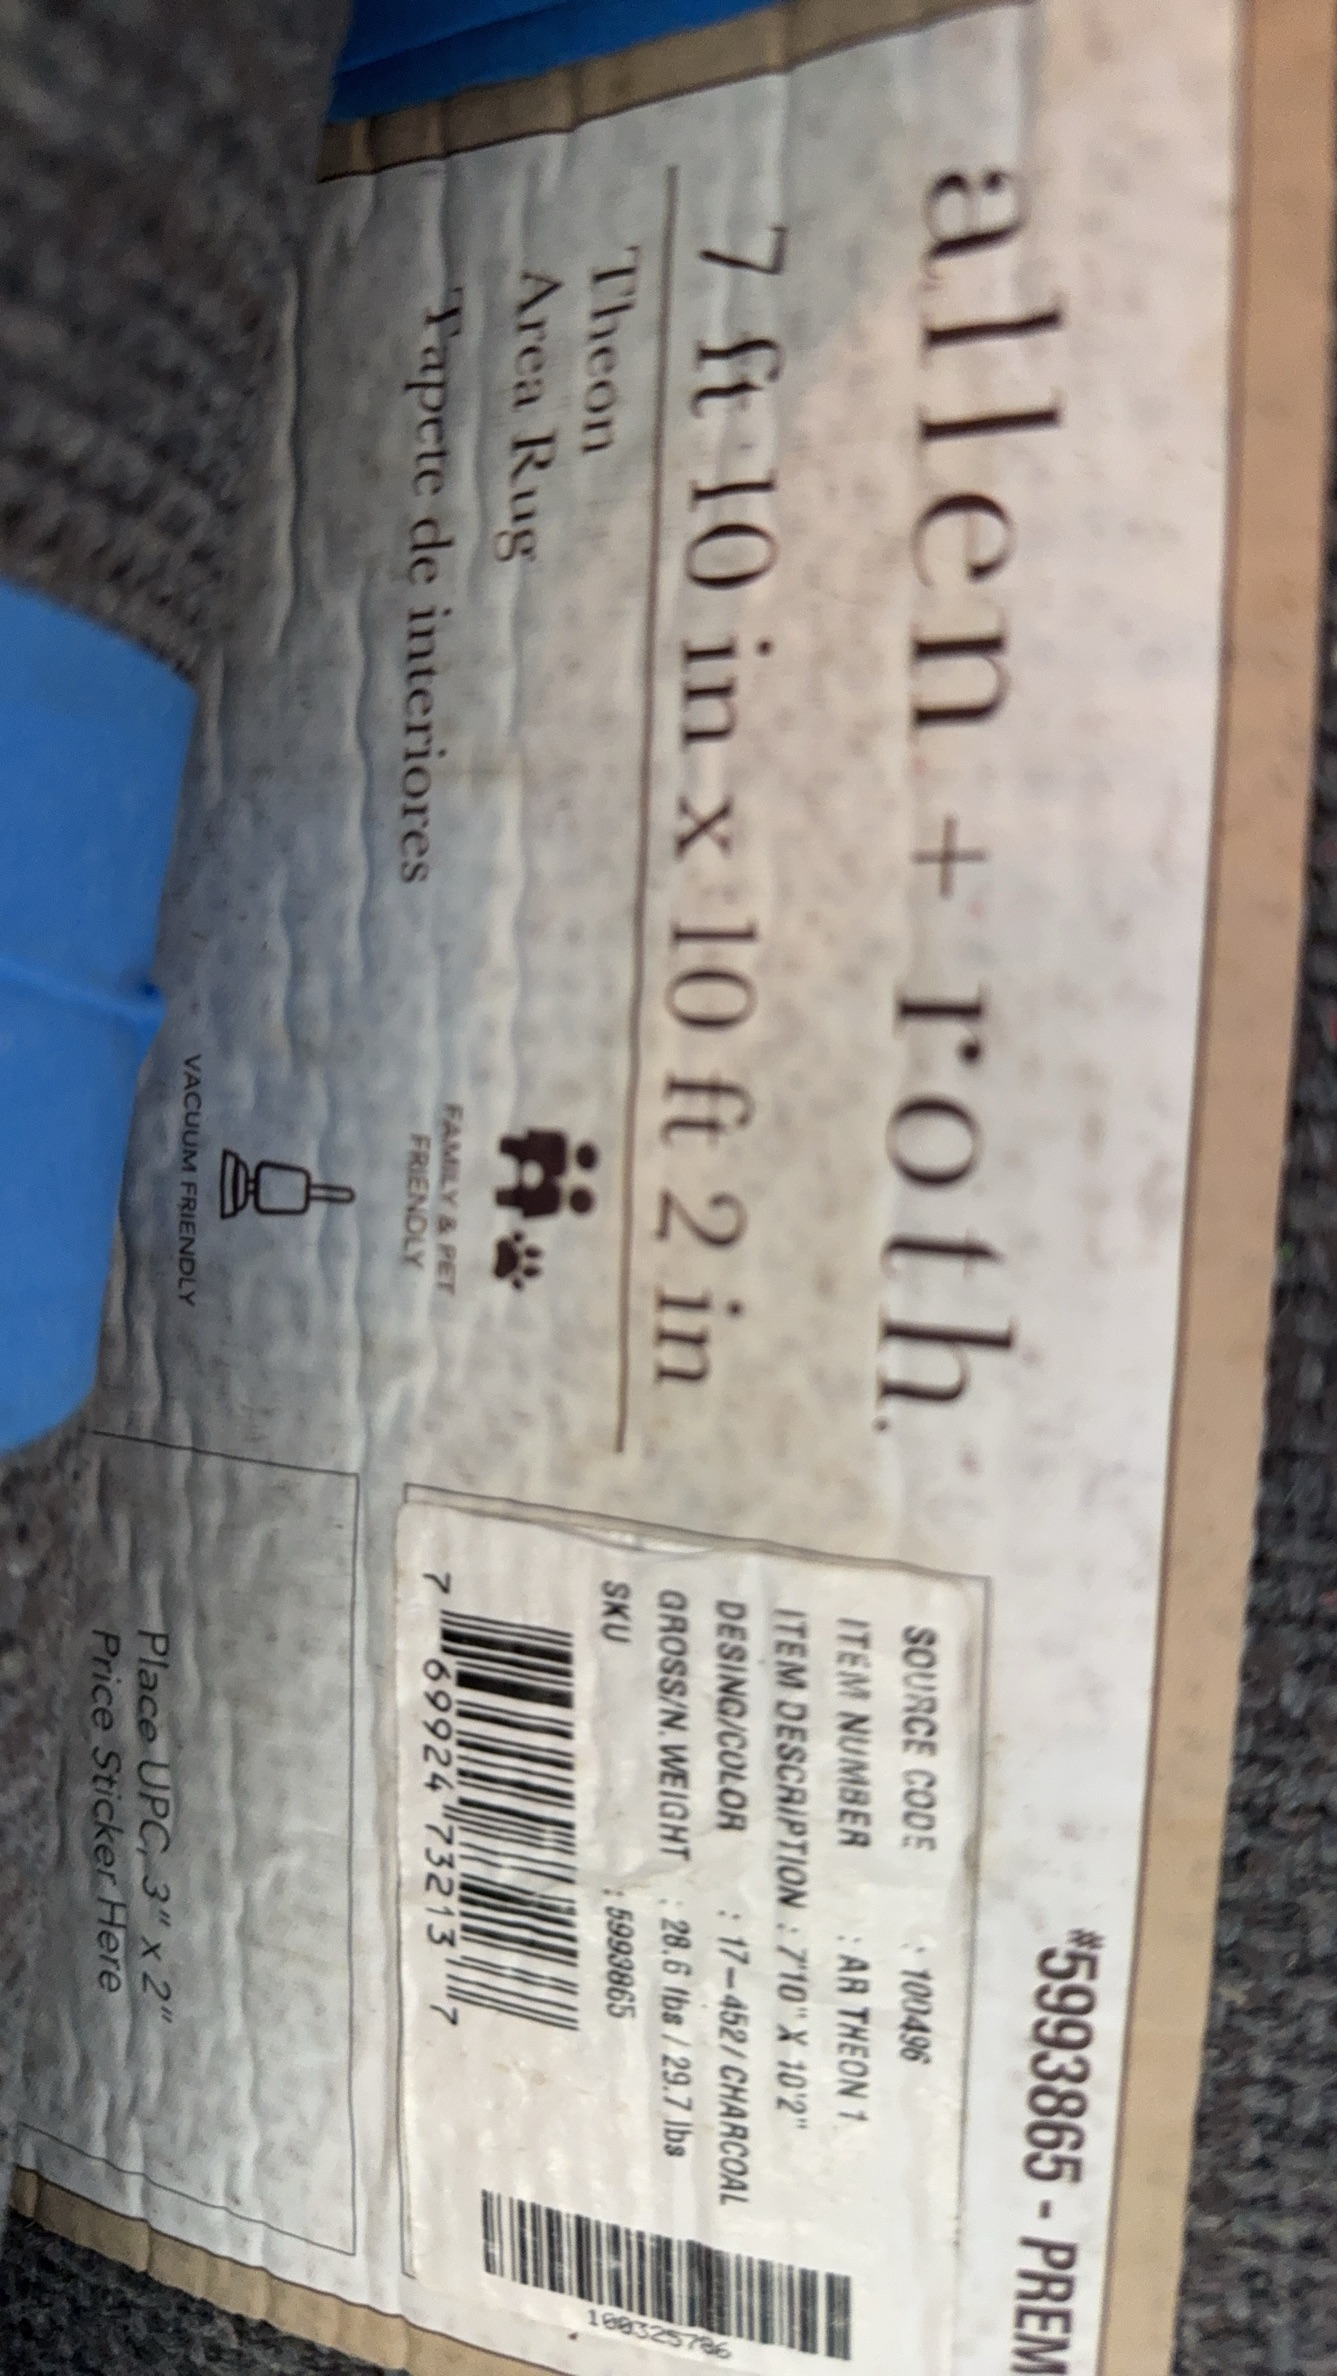 #5993865 - PREM
allen + roth.
7 ft 10 in x 10 ft 2 in
Theon
Area Rug
Tapete de interiores
FAMILY & PET
FRIENDLY
VACUUM FRIENDLY
SOURCE CODE : 100496
ITEM NUMBER : AR THEON 1
ITEM DESCRIPTION : 7'10" X 10'2"
DESING/COLOR : 17-452/CHARCOAL
GROSS/N. WEIGHT : 28.6 lbs / 29.7 lbs
SKU : 5993865
7 69924 73213 7
100325706
Place UPC, 3" x 2"
Price Sticker Here